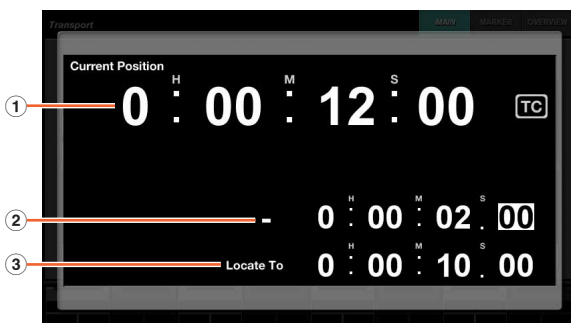 Transport MAIN MARKER OVERVIEW
Current Position
H M S
① 0 : 00 : 12 : 00 TC
H M S
② - 0 : 00 : 02 . 00
H M S
③ Locate To 0 : 00 : 10 . 00